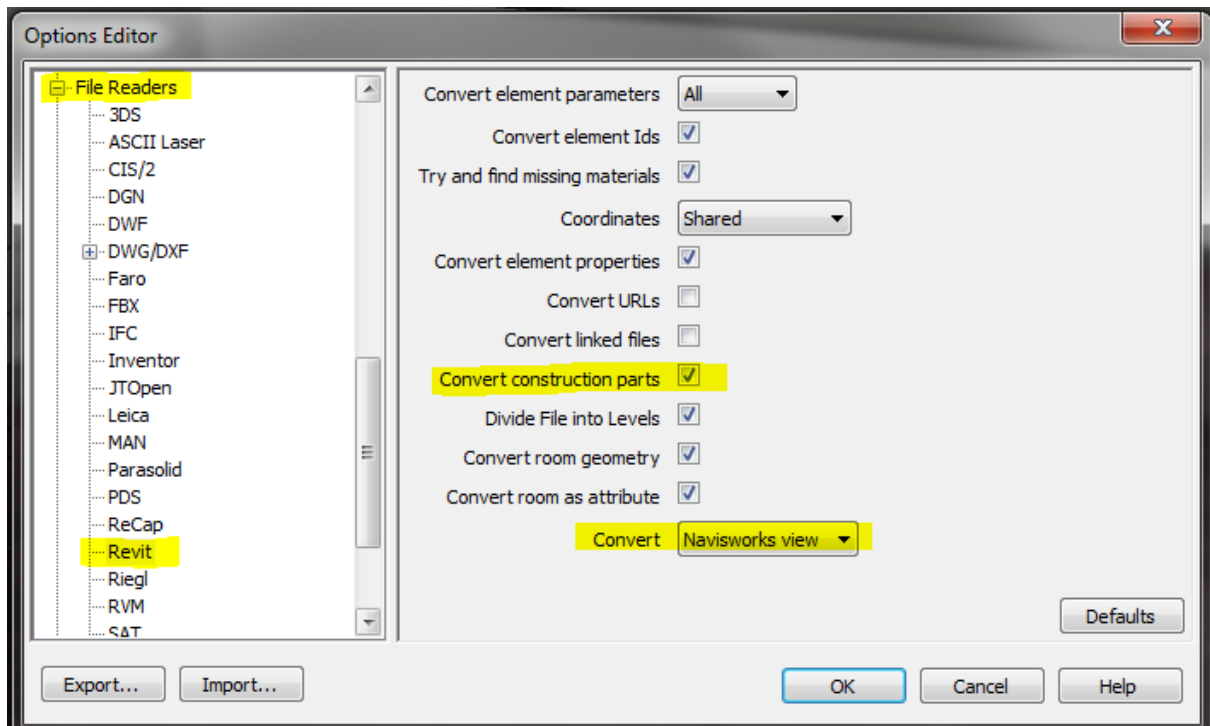 Options Editor
File Readers
3DS
ASCII Laser
CIS/2
DGN
DWF
DWG/DXF
Faro
FBX
IFC
Inventor
JTOpen
Leica
MAN
Parasolid
PDS
ReCap
Revit
Riegl
RVM
SAT
Convert element parameters All
Convert element Ids
Try and find missing materials
Coordinates Shared
Convert element properties
Convert URLs
Convert linked files
Convert construction parts
Divide File into Levels
Convert room geometry
Convert room as attribute
Convert Navisworks view
Defaults
Export... Import... OK Cancel Help